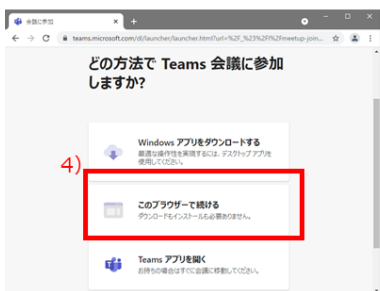 会議に参加
teams.microsoft.com/dl/launcher/launcher.html?url=%2F_%23%2Fl%2Fmeetup-join...
どの方法で Teams 会議に参加
しますか?
Windows アプリをダウンロードする
最適な操作性を実現するには、デスクトップ アプリを
使用してください。
4)
このブラウザーで続ける
ダウンロードもインストールも必要ありません。
Teams アプリを開く
お持ちの場合はすぐに会議に移動してください。